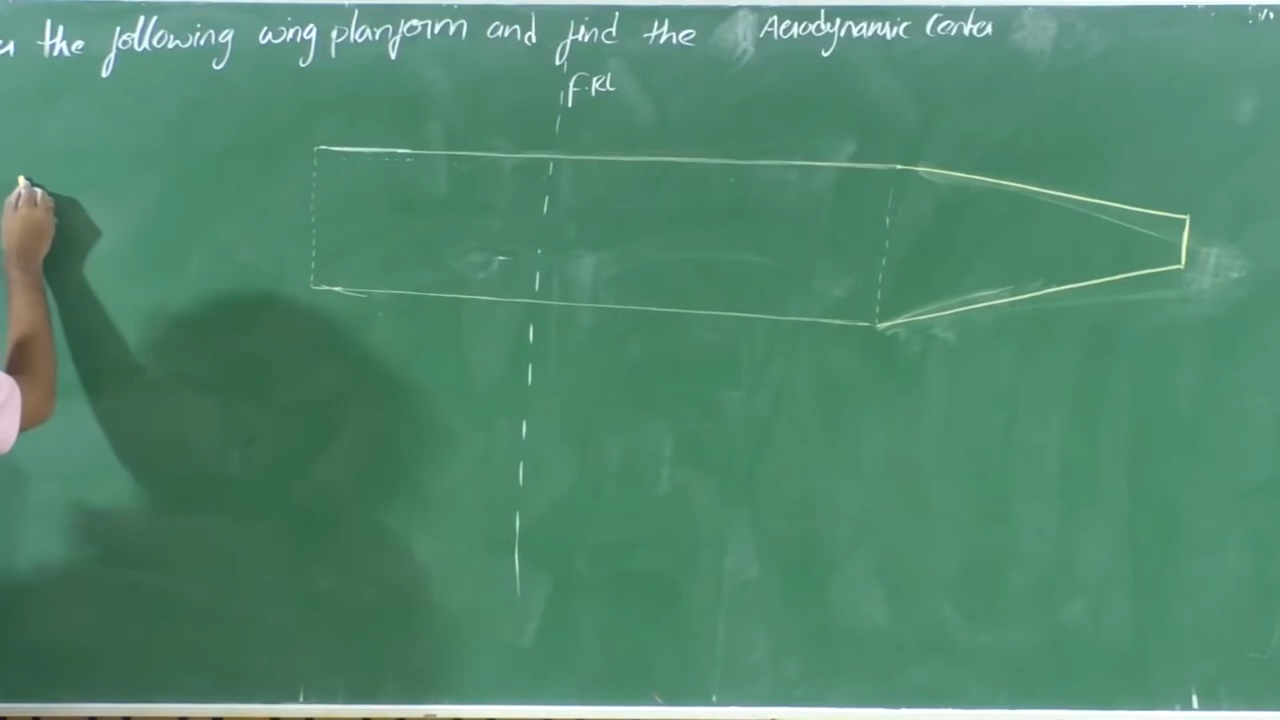 the following wing planform and find the Aerodynamic Center
F.RL